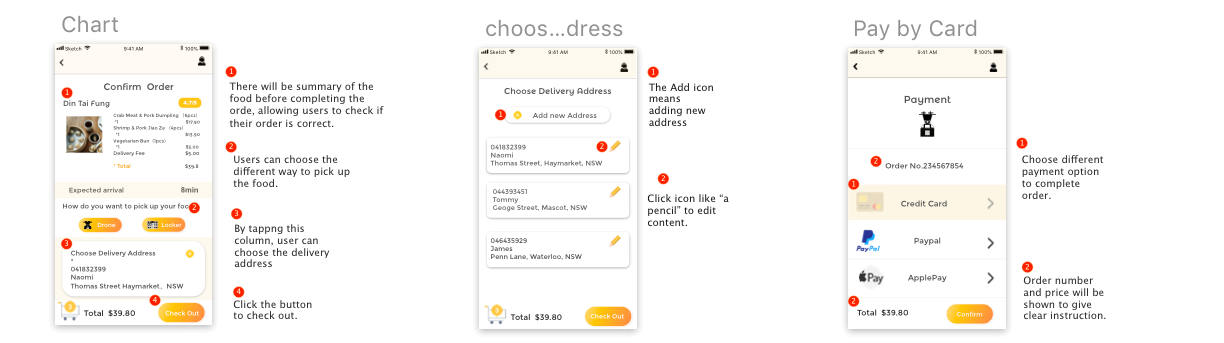 Chart
Sketch 9:41 AM 100%
Confirm Order
1
Din Tai Fung 4.7/5
Crab Meat & Pork Dumpling (6pcs)
*1 $17.90
Shrimp & Pork Jiao Zu (4pcs)
*1 $13.90
Vegetarian Bun (1pcs)
*1 $3.00
Delivery Fee $5.00
* Total $39.8
Expected arrival 8min
How do you want to pick up your foo 2
Drone Locker
3
Choose Delivery Address
*
041832399
Naomi
Thomas Street Haymarket, NSW
4
3 Total $39.80 Check Out
1
There will be summary of the
food before completing the
orde, allowing users to check if
their order is correct.
2
Users can choose the
different way to pick up
the food.
3
By tappng this
column, user can
choose the delivery
address
4
Click the button
to check out.
choos...dress
Sketch 9:41 AM 100%
Choose Delivery Address
1 Add new Address
041832399 2
Naomi
Thomas Street, Haymarket, NSW
044393451
Tommy
Geoge Street, Mascot, NSW
046435929
James
Penn Lane, Waterloo, NSW
3 Total $39.80 Check Out
1
The Add icon
means
adding new
address
2
Click icon like “a
pencil” to edit
content.
Pay by Card
Sketch 9:41 AM 100%
Payment
2 Order No.234567854
1
Credit Card
PayPal Paypal
Pay ApplePay
2
Total $39.80 Confirm
1
Choose different
payment option
to complete
order.
2
Order number
and price will be
shown to give
clear instruction.